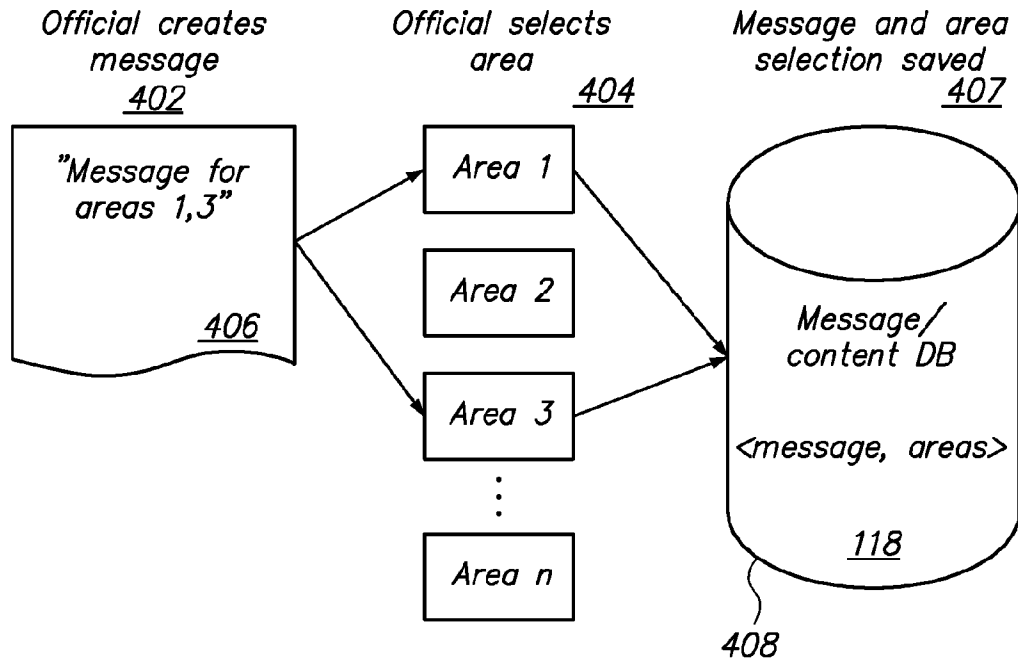 Official creates
message
402
"Message for
areas 1,3"
406
Official selects
area
404
Area 1
Area 2
Area 3
Area n
Message and area
selection saved
407
Message/
content DB
<message, areas>
118
408